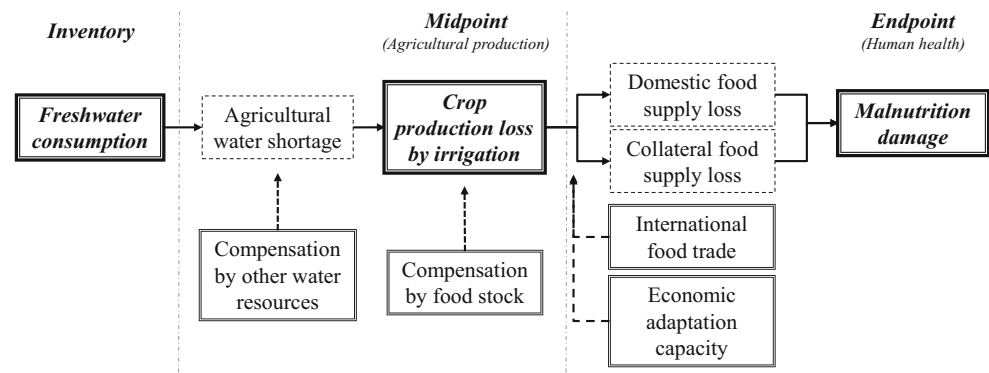 Inventory
Midpoint
(Agricultural production)
Endpoint
(Human health)
Freshwater
consumption
Agricultural
water shortage
Crop
production loss
by irrigation
Domestic food
supply loss
Collateral food
supply loss
Malnutrition
damage
Compensation
by other water
resources
Compensation
by food stock
International
food trade
Economic
adaptation
capacity